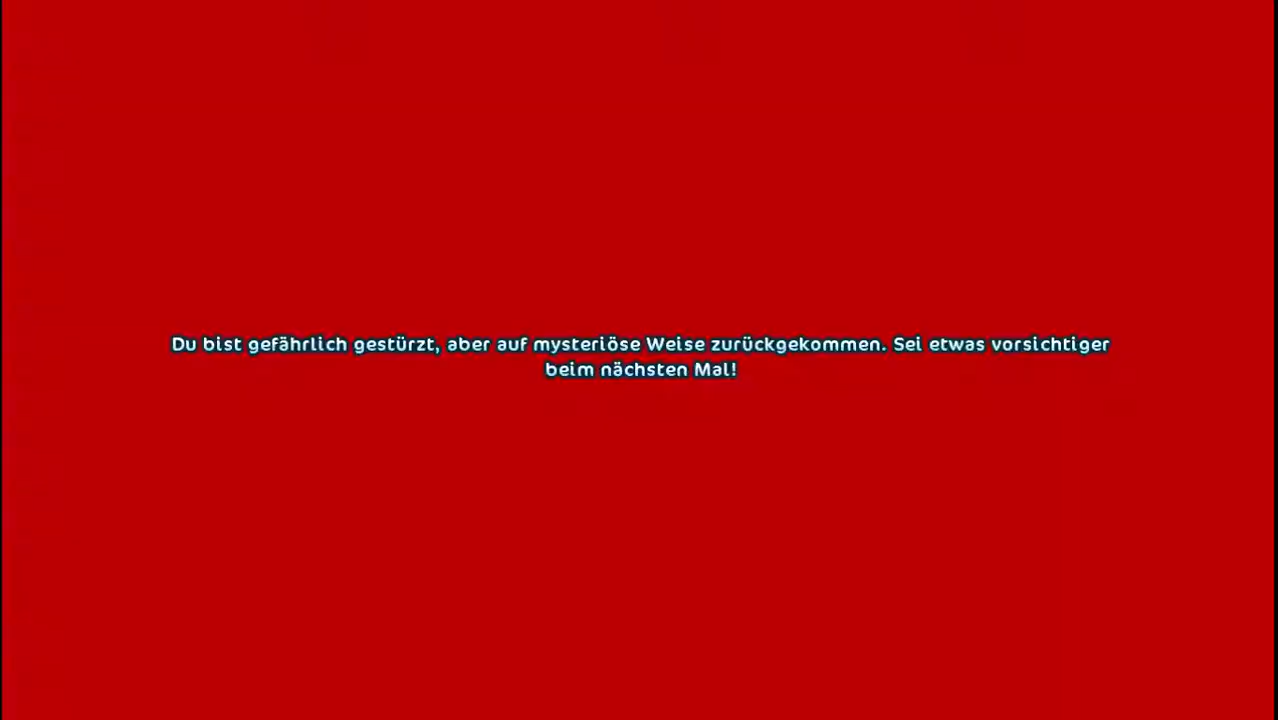 Du bist gefährlich gestürzt, aber auf mysteriöse Weise zurückgekommen. Sei etwas vorsichtiger
beim nächsten Mal!